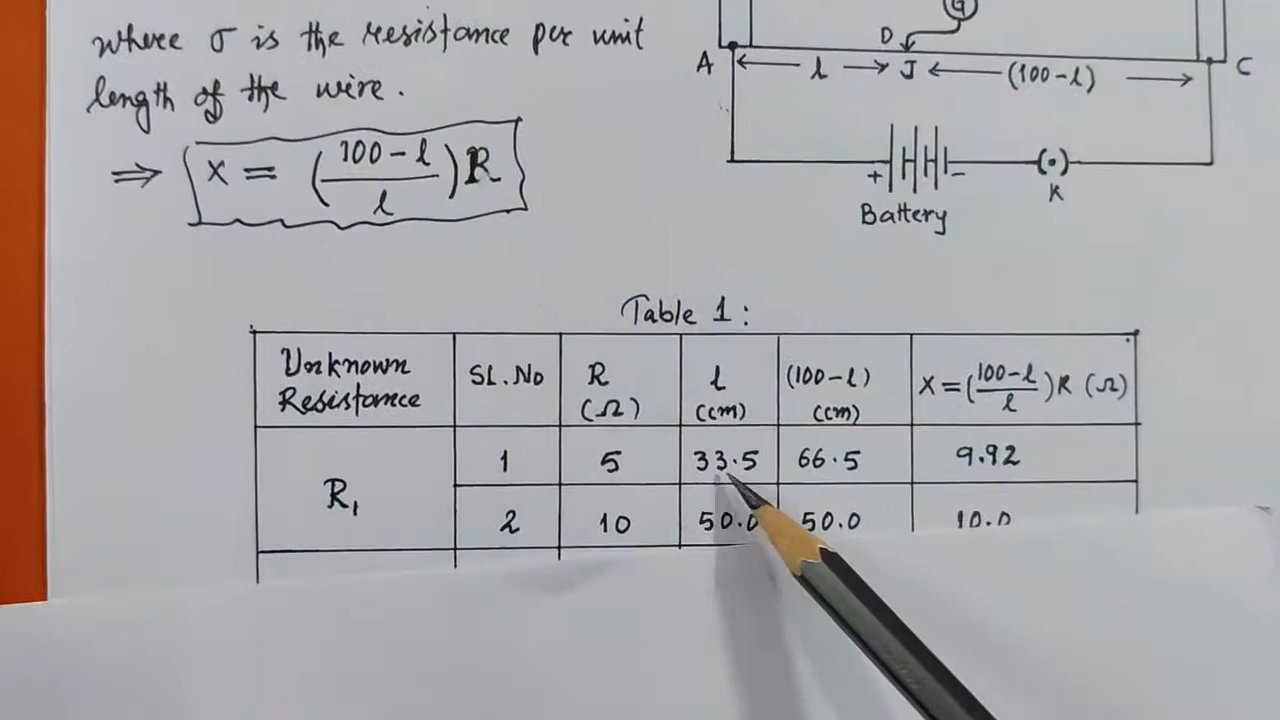 where σ is the resistance per unit
length of the wire.
⇒ X = (100 - l / l) R
G
D
A
l
J
(100 - l)
C
+
-
Battery
K
Table 1:
Unknown Resistance SL.No R (Ω) l (cm) (100 - l) (cm) X = (100 - l / l) R (Ω)
R₁ 1 5 33.5 66.5 9.92
2 10 50.0 50.0 10.0